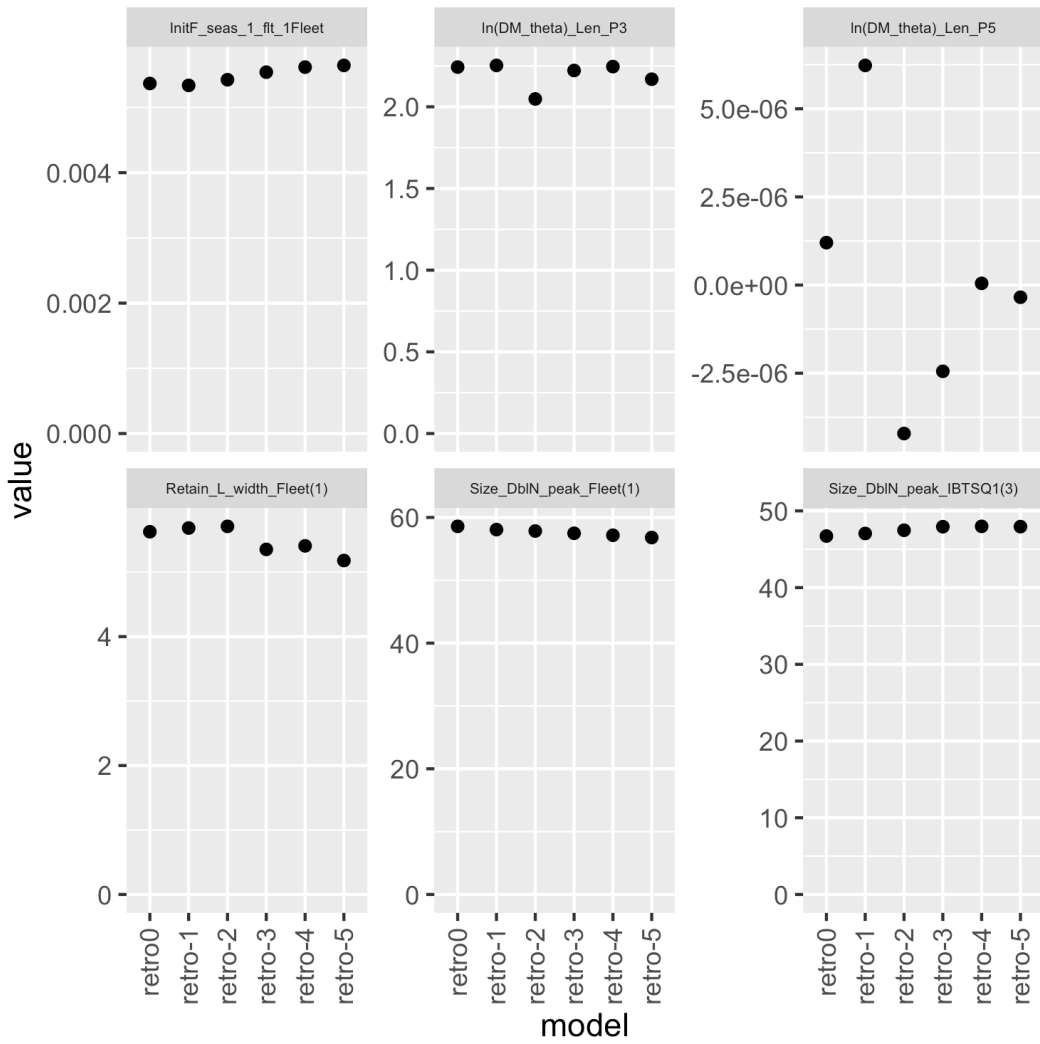 InitF_seas_1_flt_1Fleet
ln(DM_theta)_Len_P3
ln(DM_theta)_Len_P5
0.004
0.002
0.000
2.0
1.5
1.0
0.5
0.0
5.0e-06
2.5e-06
0.0e+00
-2.5e-06
value
Retain_L_width_Fleet(1)
Size_DblN_peak_Fleet(1)
Size_DblN_peak_IBTSQ1(3)
4
2
0
60
40
20
0
50
40
30
20
10
0
retro0
retro-1
retro-2
retro-3
retro-4
retro-5
retro0
retro-1
retro-2
retro-3
retro-4
retro-5
retro0
retro-1
retro-2
retro-3
retro-4
retro-5
model